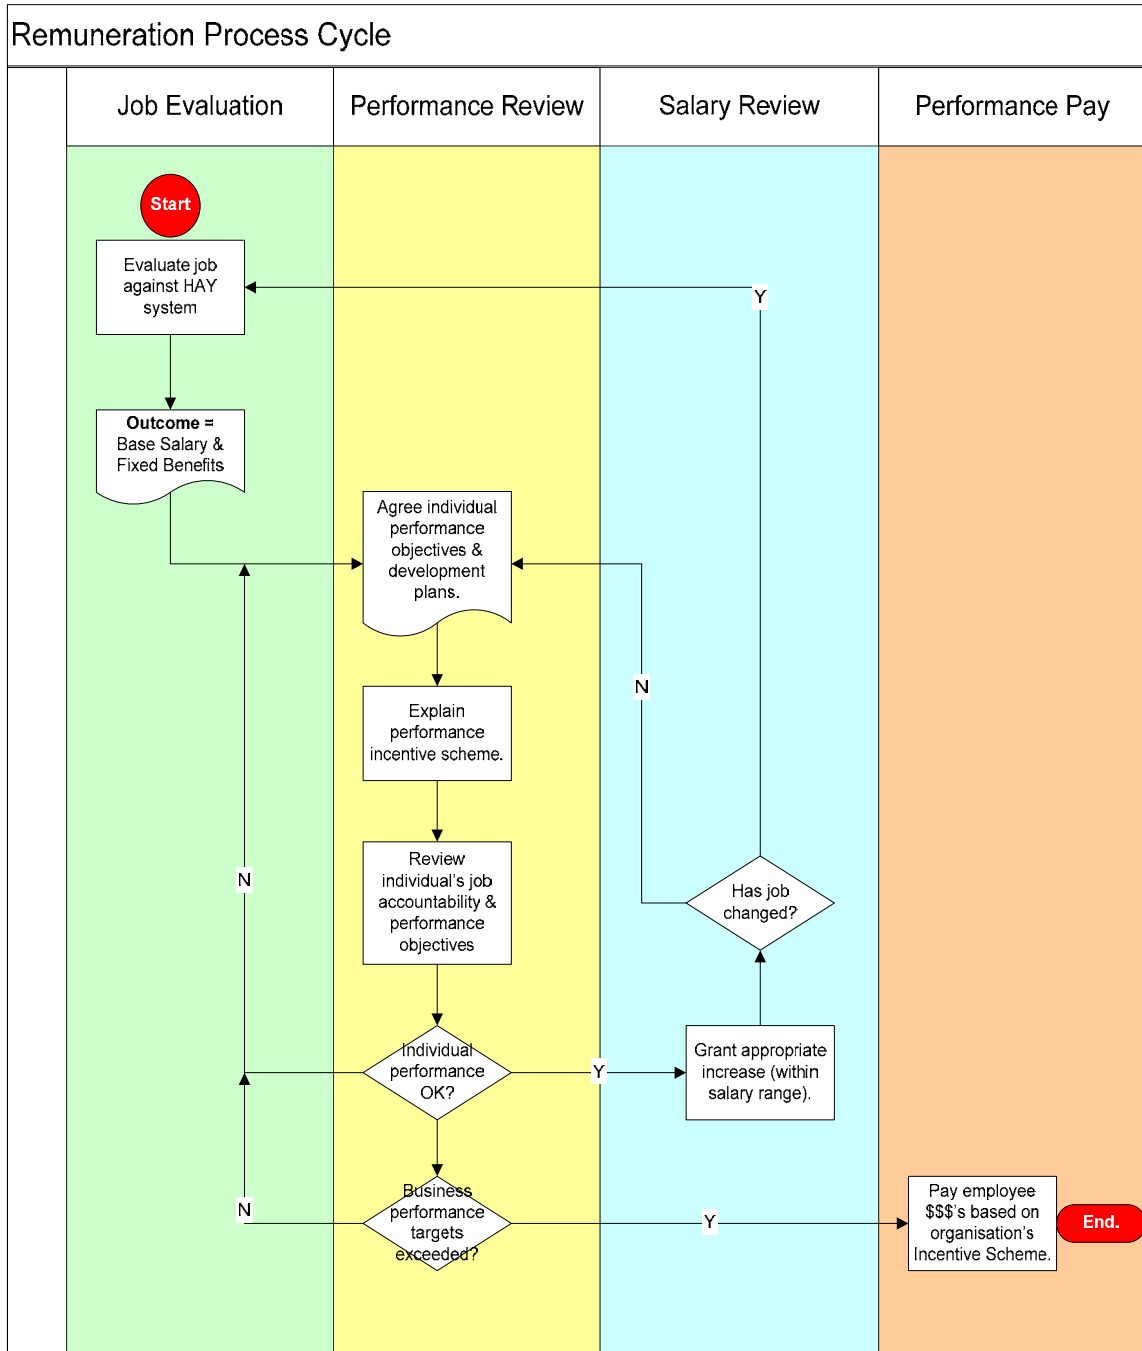 Remuneration Process Cycle
Job Evaluation
Performance Review
Salary Review
Performance Pay
Start
Evaluate job
against HAY
system
Y
Outcome =
Base Salary &
Fixed Benefits
Agree individual
performance
objectives &
development
plans.
N
Explain
performance
incentive scheme.
Review
individual's job
accountability &
performance
objectives
N
Has job
changed?
Individual
performance
OK?
Y
Grant appropriate
increase (within
salary range).
Business
performance
targets
exceeded?
N
Y
Pay employee
$$$'s based on
organisation's
Incentive Scheme.
End.